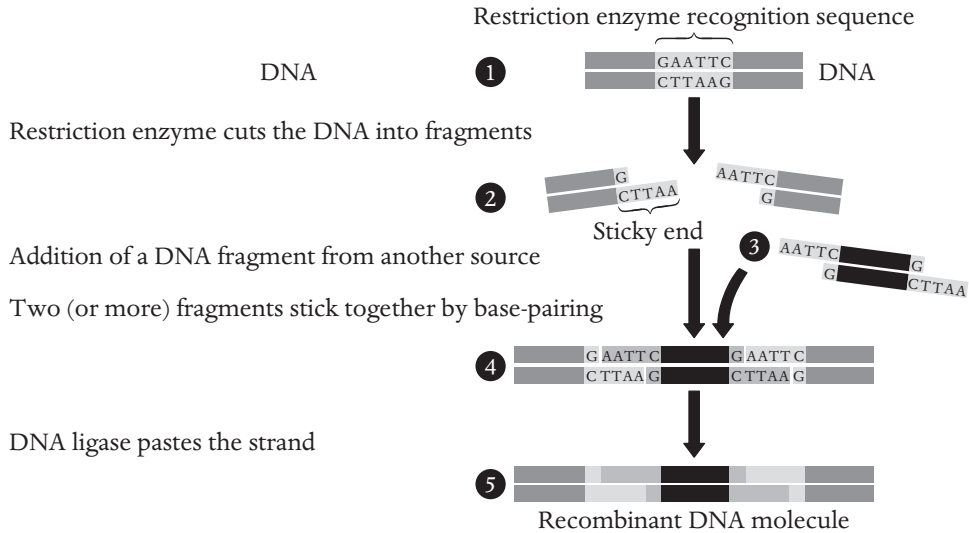 Restriction enzyme recognition sequence
DNA
1
GAATTC
CTTAAG
DNA
Restriction enzyme cuts the DNA into fragments
2
G
CTTAA
AATTC
G
Sticky end
Addition of a DNA fragment from another source
3
AATTC G
G CTTAA
Two (or more) fragments stick together by base-pairing
4
G AATTC G AATTC
CTTAA G CTTAA G
DNA ligase pastes the strand
5
Recombinant DNA molecule